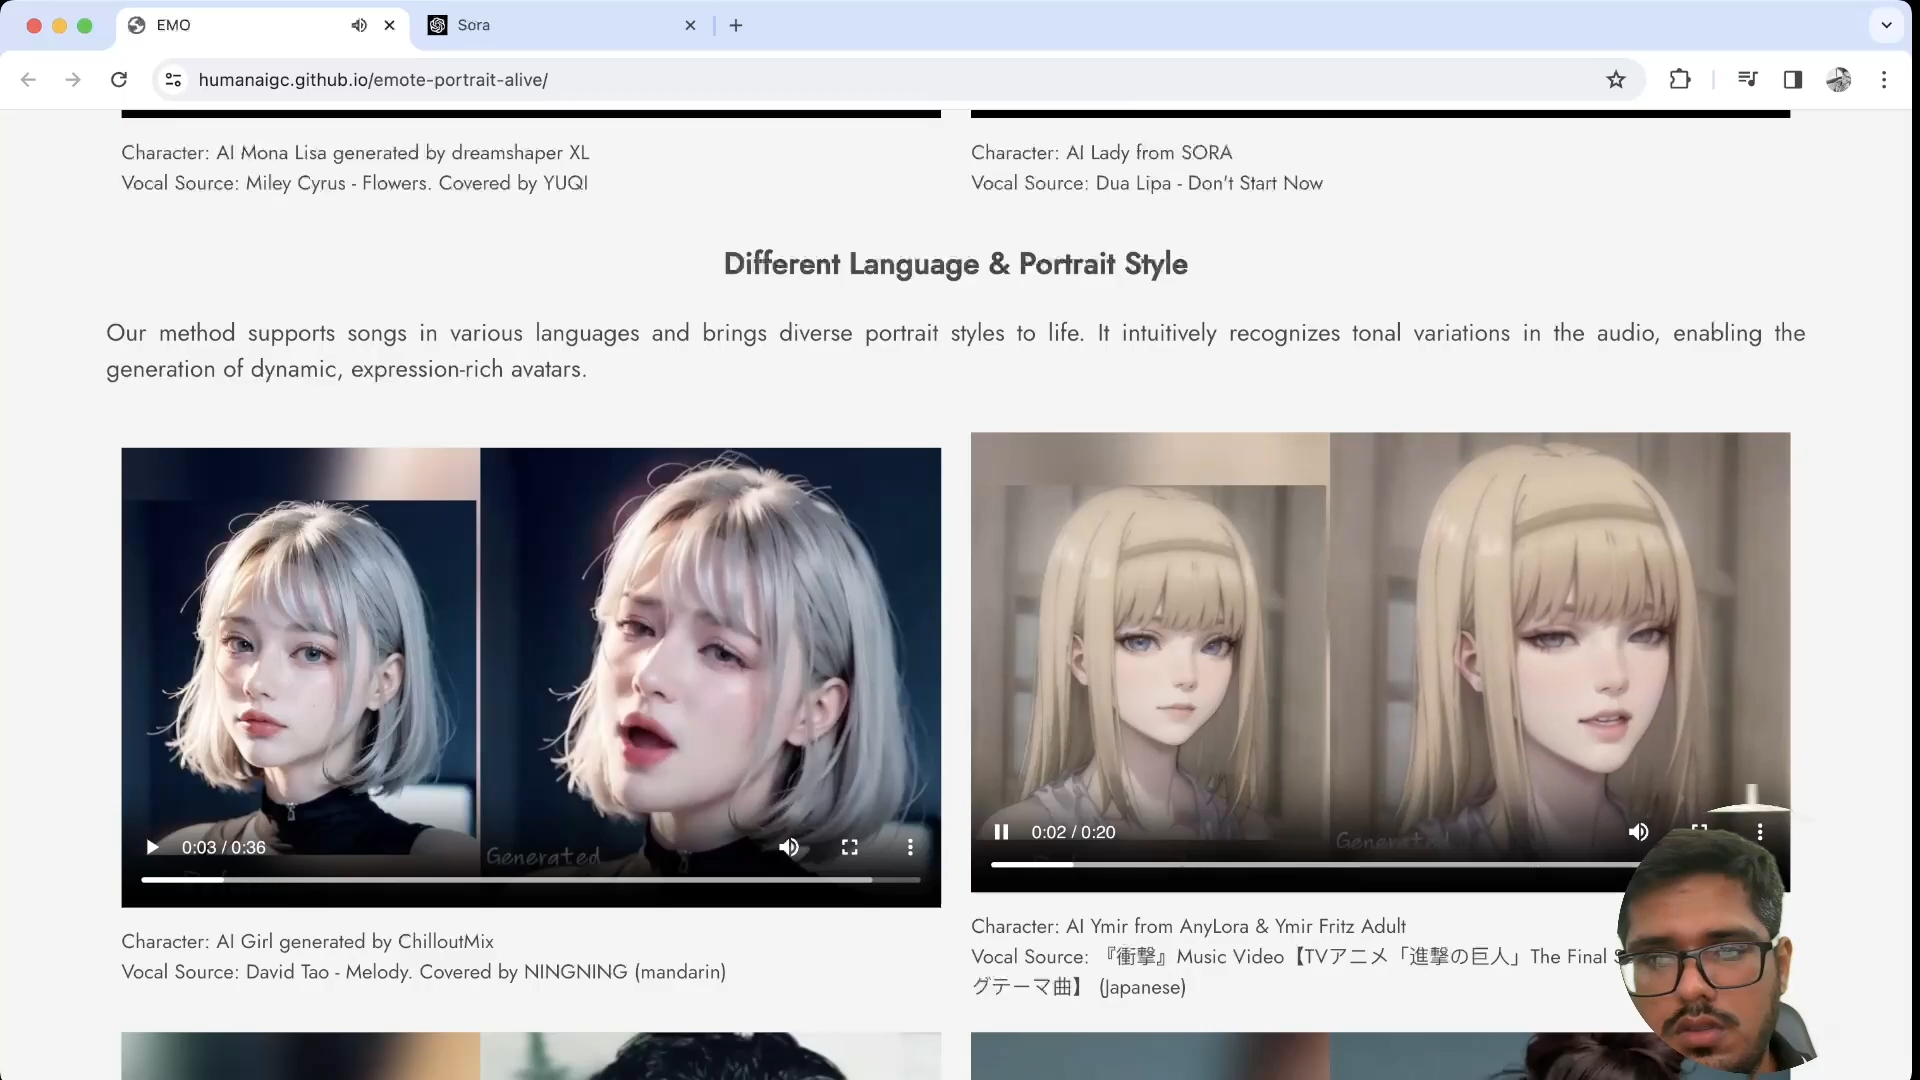 EMO
Sora
humanaigc.github.io/emote-portrait-alive/
Character: AI Mona Lisa generated by dreamshaper XL
Vocal Source: Miley Cyrus - Flowers. Covered by YUQI
Character: AI Lady from SORA
Vocal Source: Dua Lipa - Don't Start Now
Different Language & Portrait Style
Our method supports songs in various languages and brings diverse portrait styles to life. It intuitively recognizes tonal variations in the audio, enabling the
generation of dynamic, expression-rich avatars.
0:03 / 0:36
Generated
0:02 / 0:20
Generated
Character: AI Girl generated by ChilloutMix
Vocal Source: David Tao - Melody. Covered by NINGNING (mandarin)
Character: AI Ymir from AnyLora & Ymir Fritz Adult
Vocal Source: 『衝撃』Music Video【TVアニメ「進撃の巨人」The Final
グテーマ曲】 (Japanese)